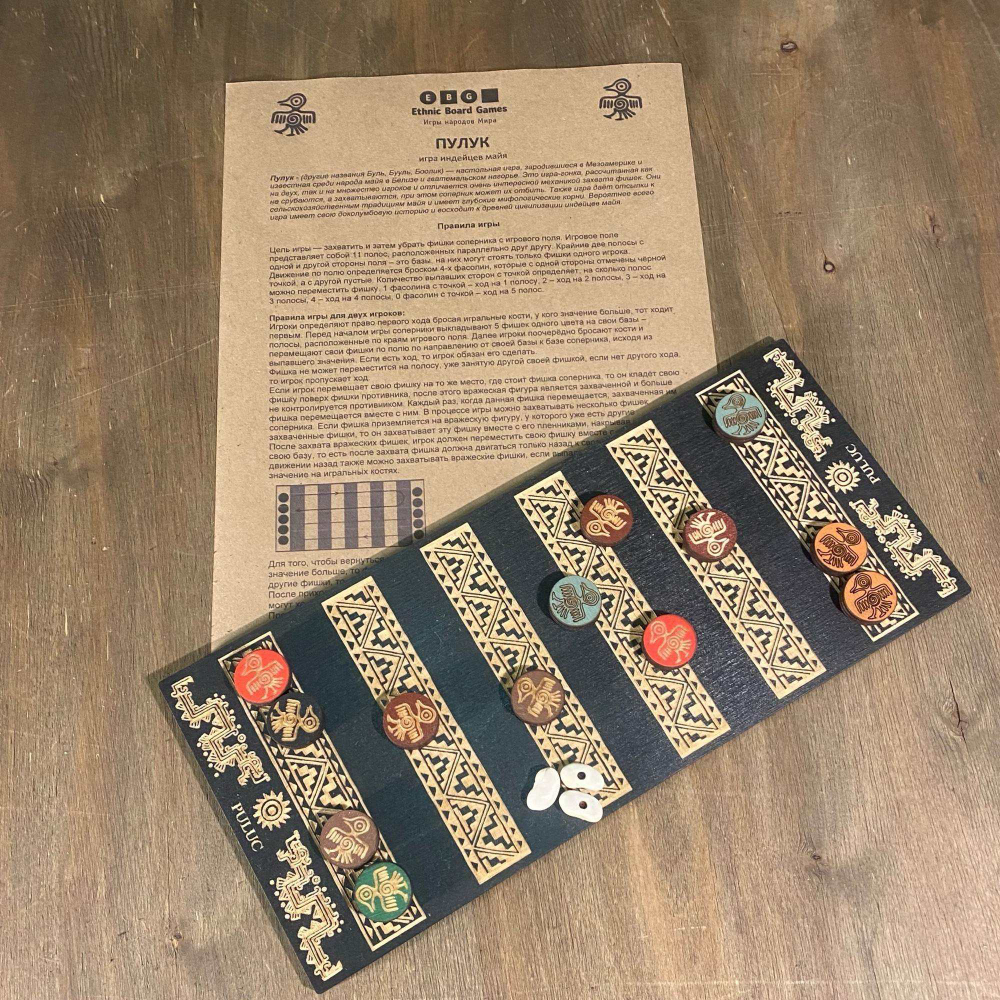 E B G
Ethnic Board Games
Игры народов Мира
ПУЛУК
игра индейцев майя
Пулук - (другие названия Буль, Бууль, Боолик) — настольная игра, зародившиеся в Мезоамерике и
известная среди народа майя в Белизе и гватемальском нагорье. Это игра-гонка, рассчитанная как
на двух, так и на множество игроков и отличается очень интересной механикой захвата фишек. Они
не срубаются, а захватываются, при этом соперник может их отбить. Также игра даёт отсылки к
сельскохозяйственным традициям майя и имеет глубокие мифологические корни. Вероятнее всего
игра имеет свою доколумбовую историю и восходит к древней цивилизации индейцев майя.
Правила игры
Цель игры — захватить и затем убрать фишки соперника с игрового поля. Игровое поле
представляет собой 11 полос, расположенных параллельно друг другу. Крайние две полосы с
одной и другой стороны поля – это базы, на них могут стоять только фишки одного игрока.
Движение по полю определяется броском 4-х фасолин, которые с одной стороны отмечены чёрной
точкой, а с другой пустые. Количество выпавших сторон с точкой определяет, на сколько полос
можно переместить фишку. 1 фасолина с точкой – ход на 1 полосу, 2 – ход на 2 полосы, 3 – ход на
3 полосы, 4 – ход на 4 полосы, 0 фасолин с точкой – ход на 5 полос.
Правила игры для двух игроков:
Игроки определяют право первого хода бросая игральные кости, у кого значение больше, тот ходит
первым. Перед началом игры соперники выкладывают 5 фишек одного цвета на свои базы –
полосы, расположенные по краям игрового поля. Далее игроки поочерёдно бросают кости и
перемещают свои фишки по полю по направлению от своей базы к базе соперника, исходя из
выпавшего значения. Если есть ход, то игрок обязан его сделать.
Фишка не может переместится на полосу, уже занятую другой своей фишкой, если нет другого хода,
то игрок пропускает ход.
Если игрок перемещает свою фишку на то же место, где стоит фишка соперника, то он кладёт свою
фишку поверх фишки противника, после этого вражеская фигура является захваченной и больше
не контролируется противником. Каждый раз, когда данная фишка перемещается, захваченная ей
фишка перемещается вместе с ним. В процессе игры можно захватывать несколько фишек
соперника. Если фишка приземляется на вражескую фигуру, у которого уже есть другие
захваченные фишки, то он захватывает эту фишку вместе с его пленниками, накрывая
После захвата вражеских фишек, игрок должен переместить свою фишку вместе с
свою базу, то есть после захвата фишка должна двигаться только назад к
движении назад также можно захватывать вражеские фишки, если
значение на игральных костях.
Для того, чтобы вернуться
значение больше, то
другие фишки,
После
могут
PULUC
PULUC